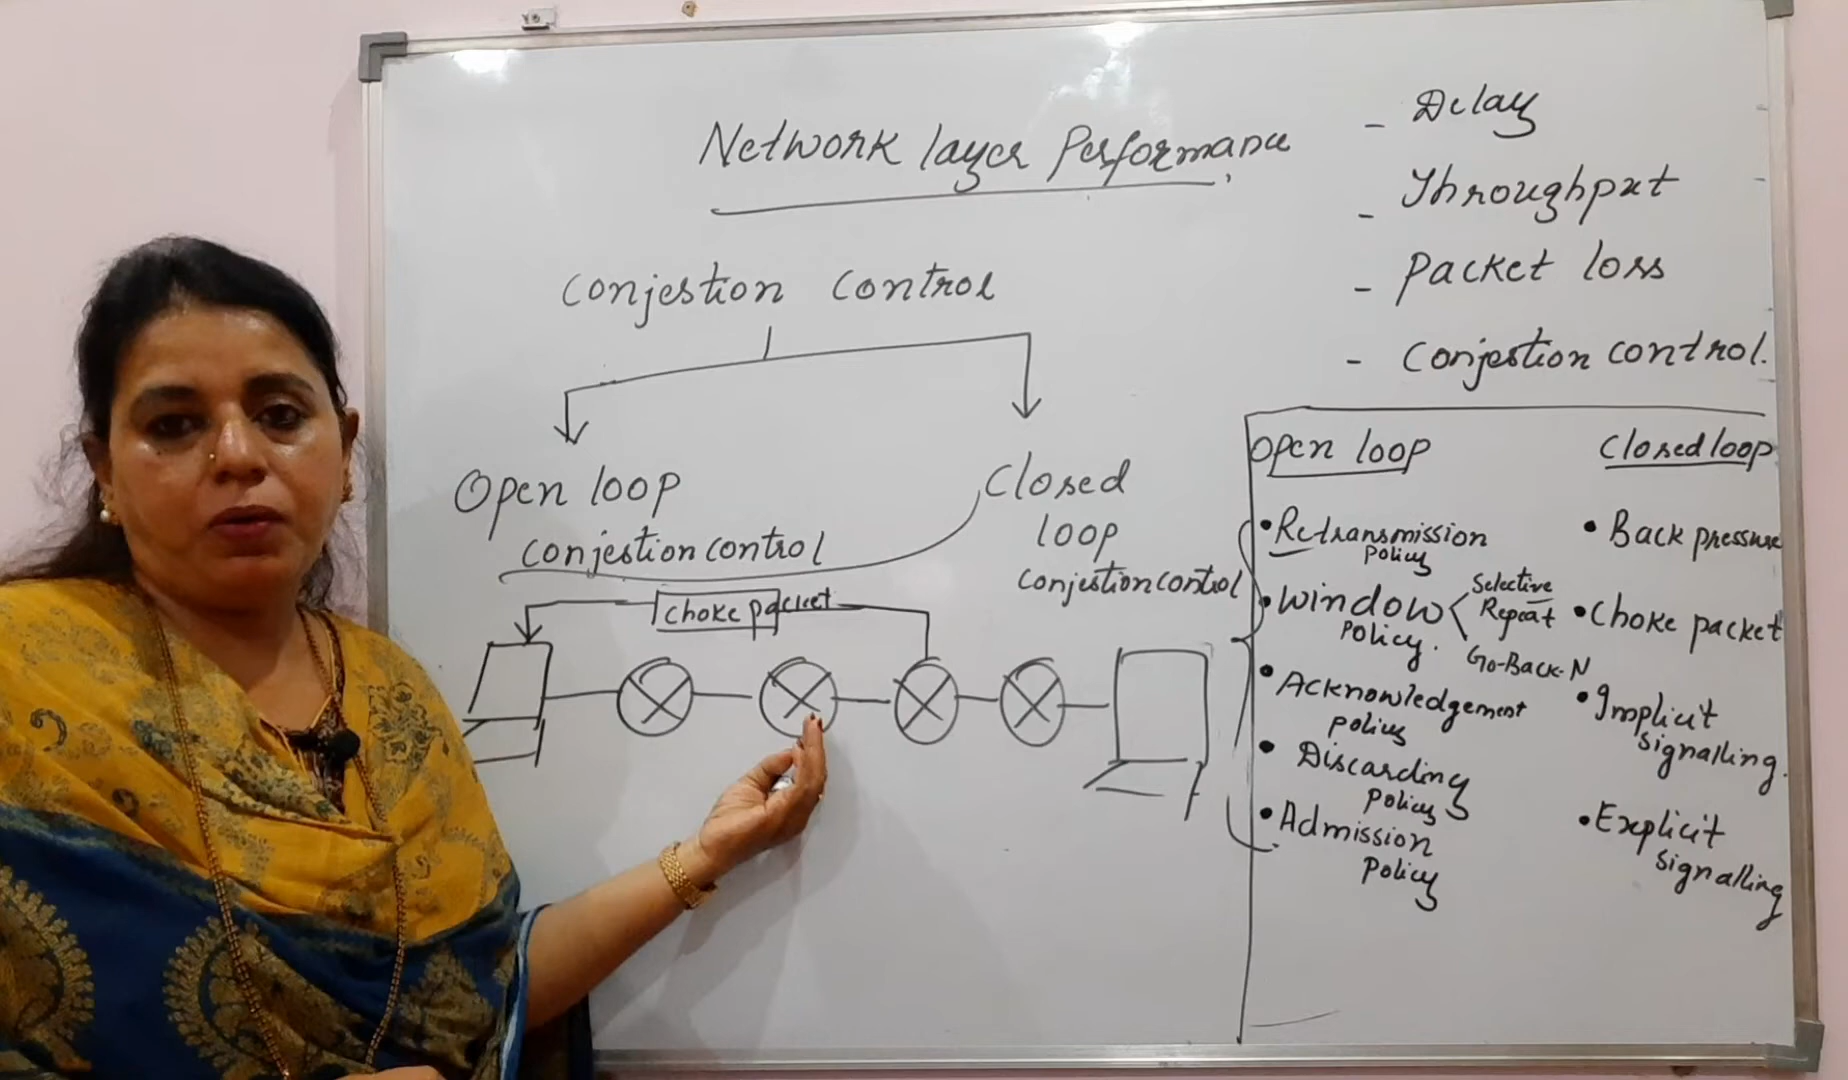 Network layer Performance
- Delay
- Throughput
- Packet loss
- Conjestion control.
Conjestion control
Open loop
Conjestion control
Closed
loop
Conjestion control
Choke packet
Open loop
• Retransmission
Policy
• Window
Policy.
Selective
Repeat
Go-Back-N
• Acknowledgement
Policy
• Discarding
Policy
• Admission
Policy
Closed loop
• Back pressure
• Choke packet
• Implicit
signalling.
• Explicit
signalling